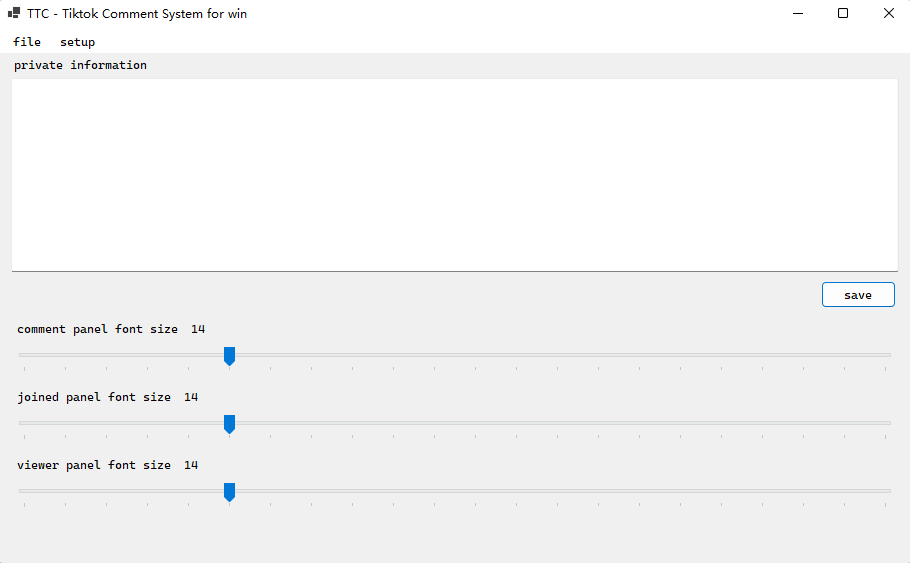 TTC - Tiktok Comment System for win
file setup
private information
save
comment panel font size 14
joined panel font size 14
viewer panel font size 14